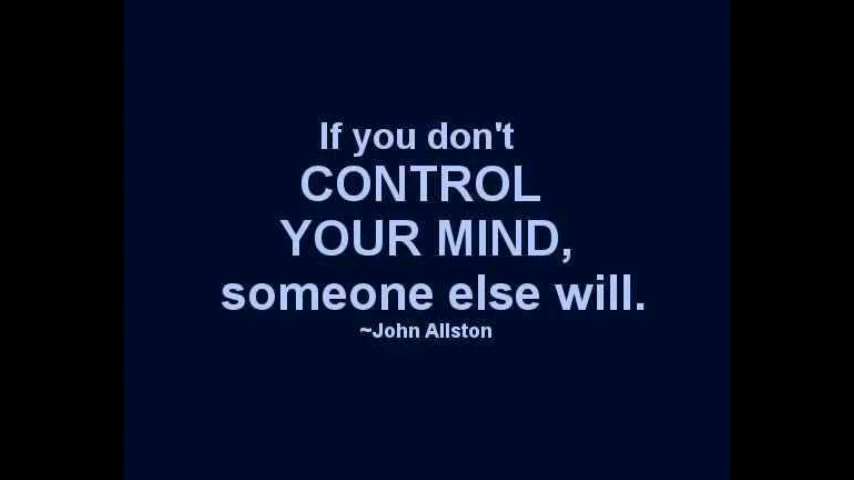 If you don't
CONTROL
YOUR MIND,
someone else will.
~John Allston